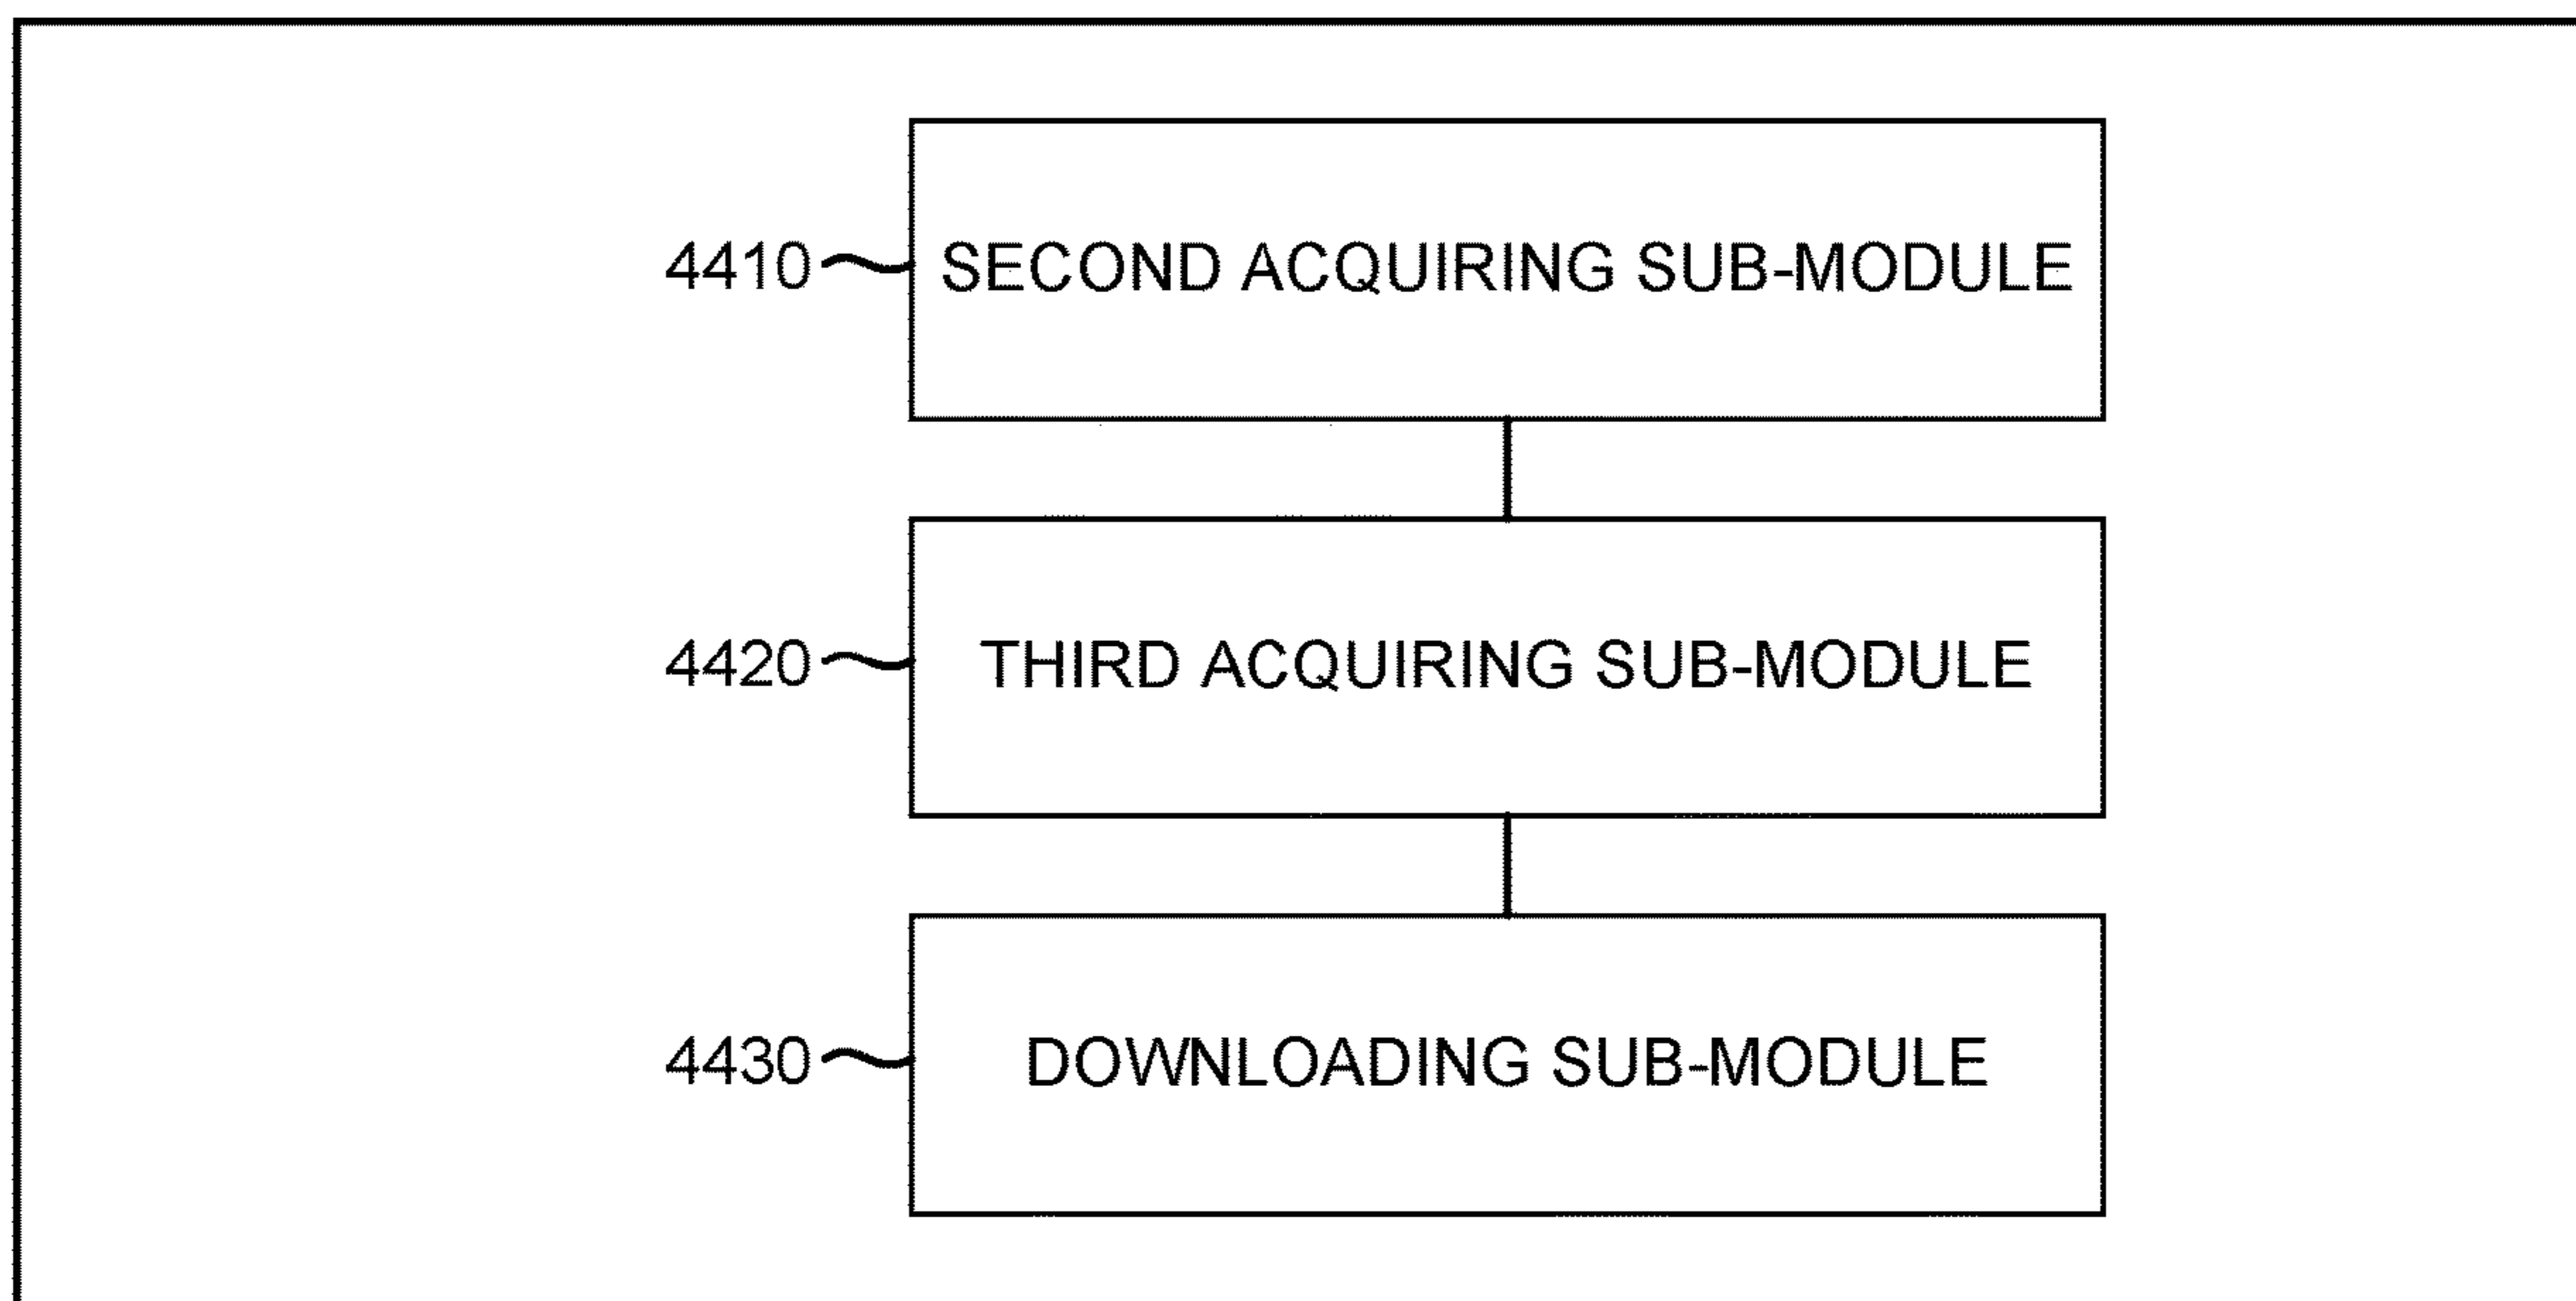 4410 SECOND ACQUIRING SUB-MODULE
4420 THIRD ACQUIRING SUB-MODULE
4430 DOWNLOADING SUB-MODULE